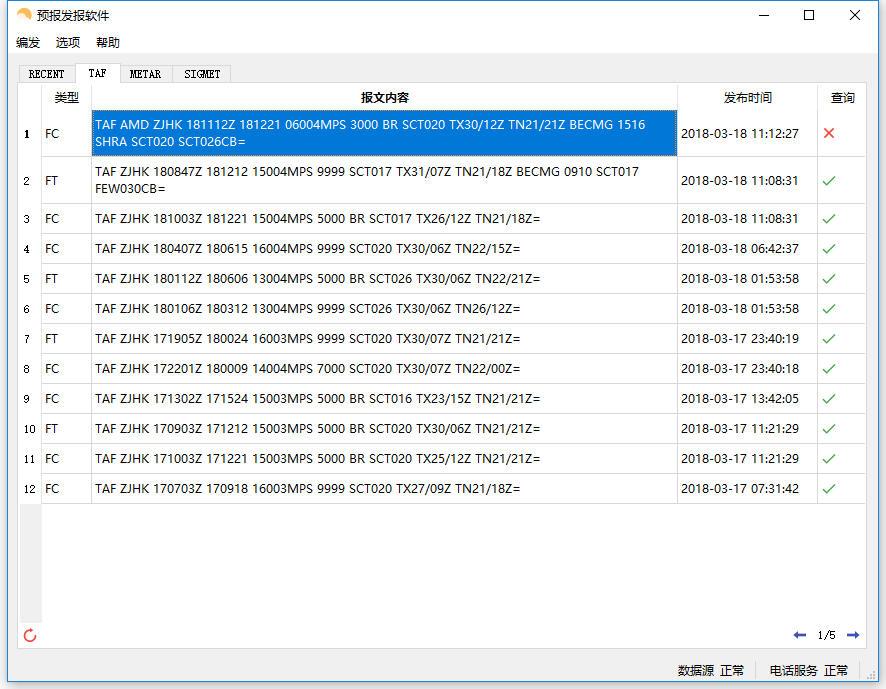 预报发报软件
编发 选项 帮助
RECENT TAF METAR SIGMET
类型 报文内容 发布时间 查询
1 FC TAF AMD ZJHK 181112Z 181221 06004MPS 3000 BR SCT020 TX30/12Z TN21/21Z BECMG 1516 2018-03-18 11:12:27
SHRA SCT020 SCT026CB=
2 FT TAF ZJHK 180847Z 181212 15004MPS 9999 SCT017 TX31/07Z TN21/18Z BECMG 0910 SCT017 2018-03-18 11:08:31
FEW030CB=
3 FC TAF ZJHK 181003Z 181221 15004MPS 5000 BR SCT017 TX26/12Z TN21/18Z= 2018-03-18 11:08:31
4 FC TAF ZJHK 180407Z 180615 16004MPS 9999 SCT020 TX30/06Z TN22/15Z= 2018-03-18 06:42:37
5 FT TAF ZJHK 180112Z 180606 13004MPS 5000 BR SCT026 TX30/06Z TN22/21Z= 2018-03-18 01:53:58
6 FC TAF ZJHK 180106Z 180312 13004MPS 9999 SCT026 TX30/06Z TN26/12Z= 2018-03-18 01:53:58
7 FT TAF ZJHK 171905Z 180024 16003MPS 9999 SCT020 TX30/07Z TN21/21Z= 2018-03-17 23:40:19
8 FC TAF ZJHK 172201Z 180009 14004MPS 7000 SCT020 TX30/07Z TN22/00Z= 2018-03-17 23:40:18
9 FC TAF ZJHK 171302Z 171524 15003MPS 5000 BR SCT016 TX23/15Z TN21/21Z= 2018-03-17 13:42:05
10 FT TAF ZJHK 170903Z 171212 15003MPS 5000 BR SCT020 TX30/06Z TN21/21Z= 2018-03-17 11:21:29
11 FC TAF ZJHK 171003Z 171221 15003MPS 5000 BR SCT020 TX25/12Z TN21/21Z= 2018-03-17 11:21:29
12 FC TAF ZJHK 170703Z 170918 16003MPS 9999 SCT020 TX27/09Z TN21/18Z= 2018-03-17 07:31:42
1/5
数据源 正常 电话服务 正常